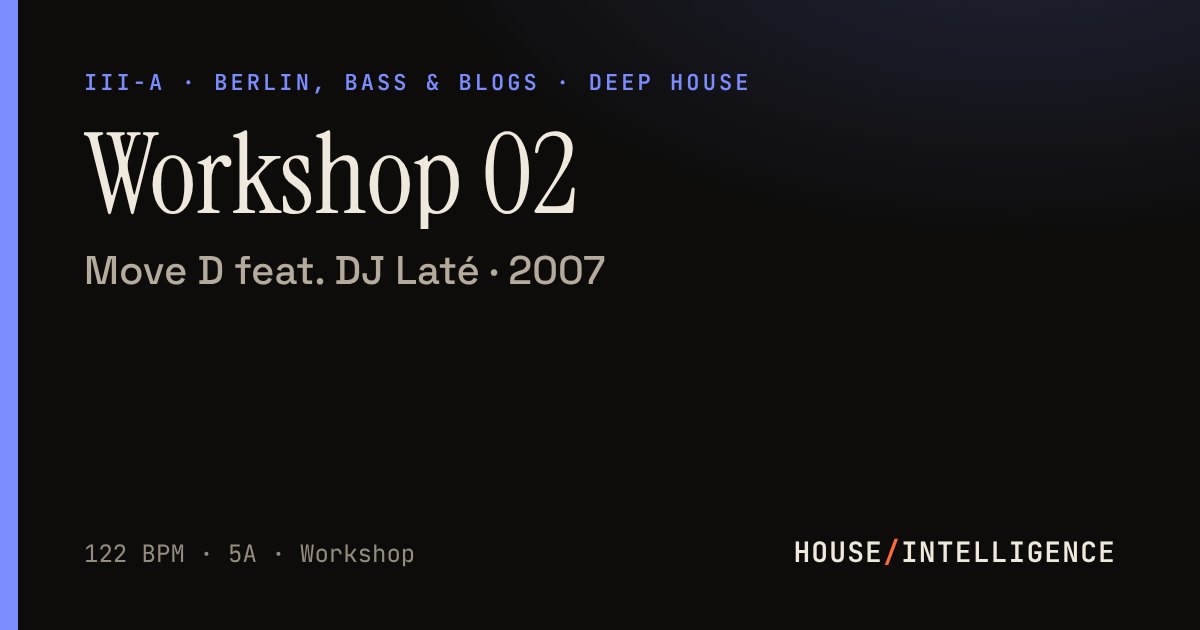 III-A · BERLIN, BASS & BLOGS · DEEP HOUSE
Workshop 02
Move D feat. DJ Laté · 2007
122 BPM · 5A · Workshop
HOUSE/INTELLIGENCE